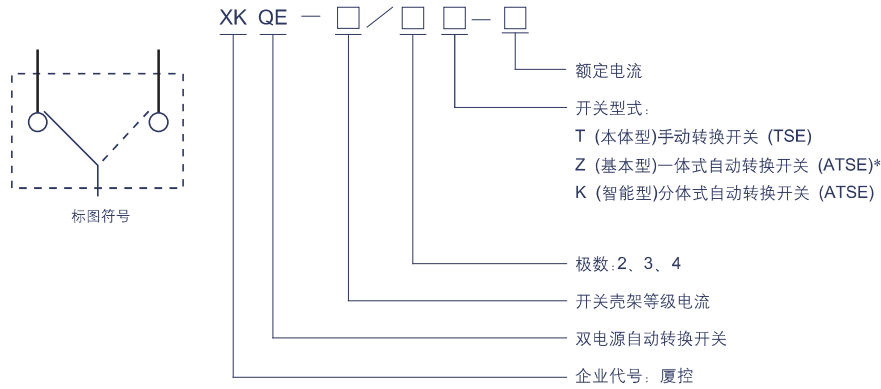 XK QE — □ ／ □ □ — □
额定电流
开关型式：
T (本体型)手动转换开关 (TSE)
Z (基本型)一体式自动转换开关 (ATSE)*
K (智能型)分体式自动转换开关 (ATSE)
标图符号
极数：2、3、4
开关壳架等级电流
双电源自动转换开关
企业代号：厦控